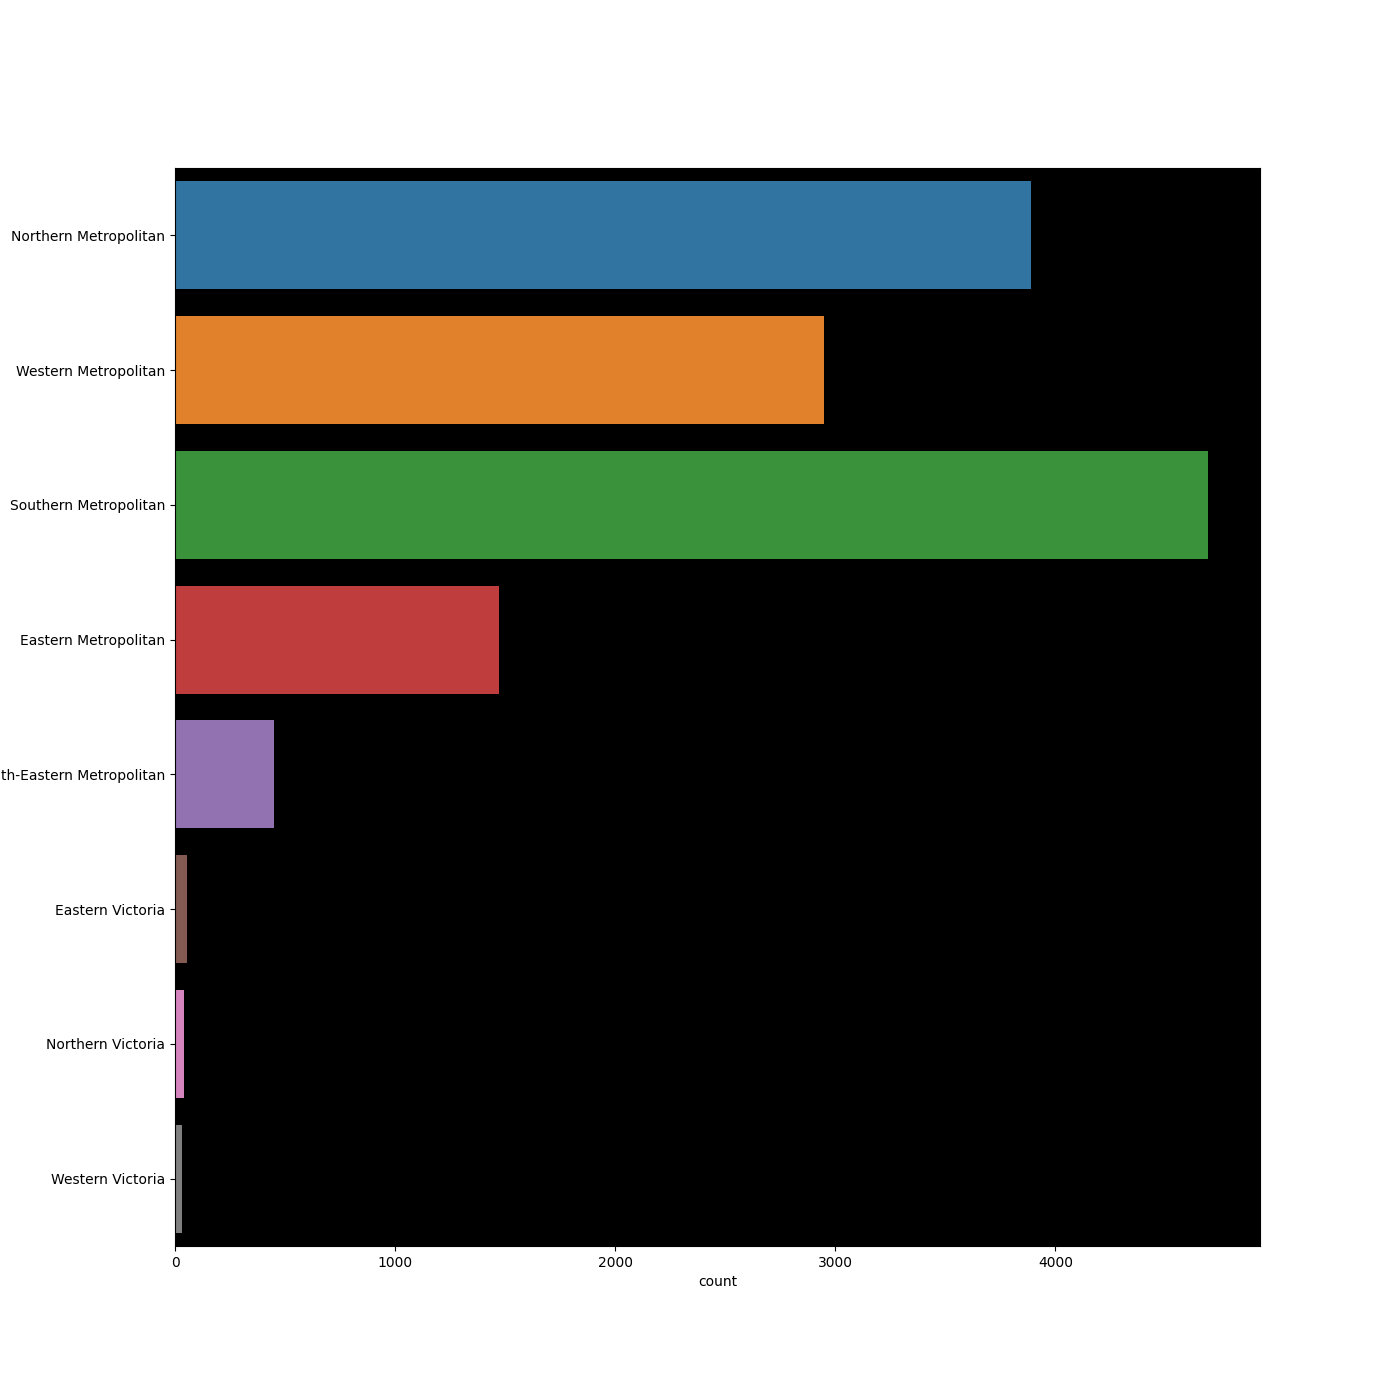 Northern Metropolitan
Western Metropolitan
Southern Metropolitan
Eastern Metropolitan
th-Eastern Metropolitan
Eastern Victoria
Northern Victoria
Western Victoria
0 1000 2000 3000 4000
count